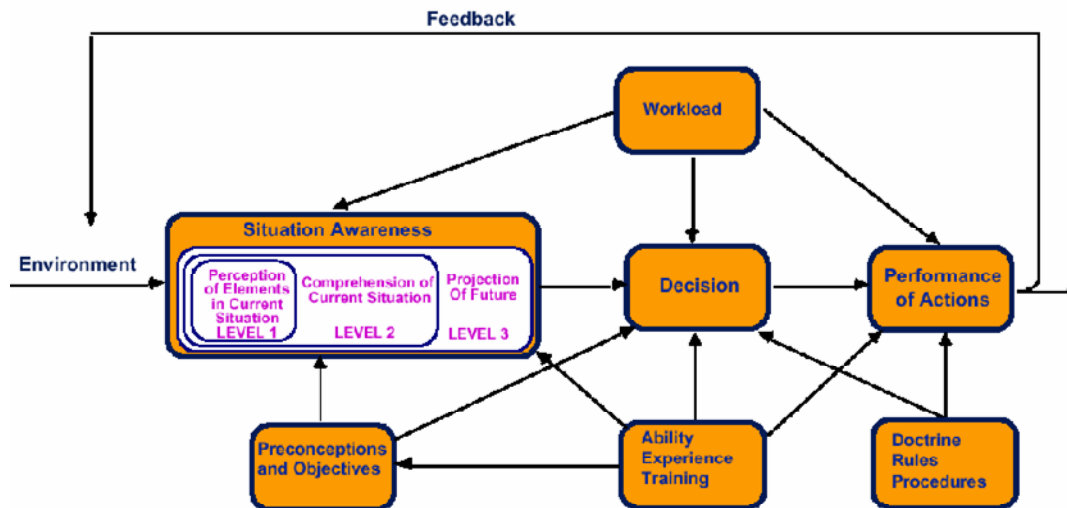 Feedback
Workload
Situation Awareness
Environment
Perception
of Elements
in Current
Situation
LEVEL 1
Comprehension of
Current Situation
LEVEL 2
Projection
Of Future
LEVEL 3
Decision
Performance
of Actions
Preconceptions
and Objectives
Ability
Experience
Training
Doctrine
Rules
Procedures